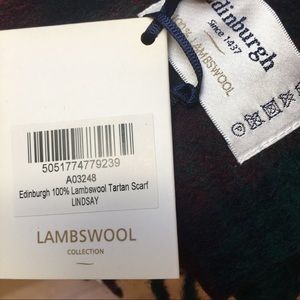 Edinburgh
Since 1437
100% LAMBSWOOL
5051774779239
A03248
Edinburgh 100% Lambswool Tartan Scarf
LINDSAY
LAMBSWOOL
COLLECTION